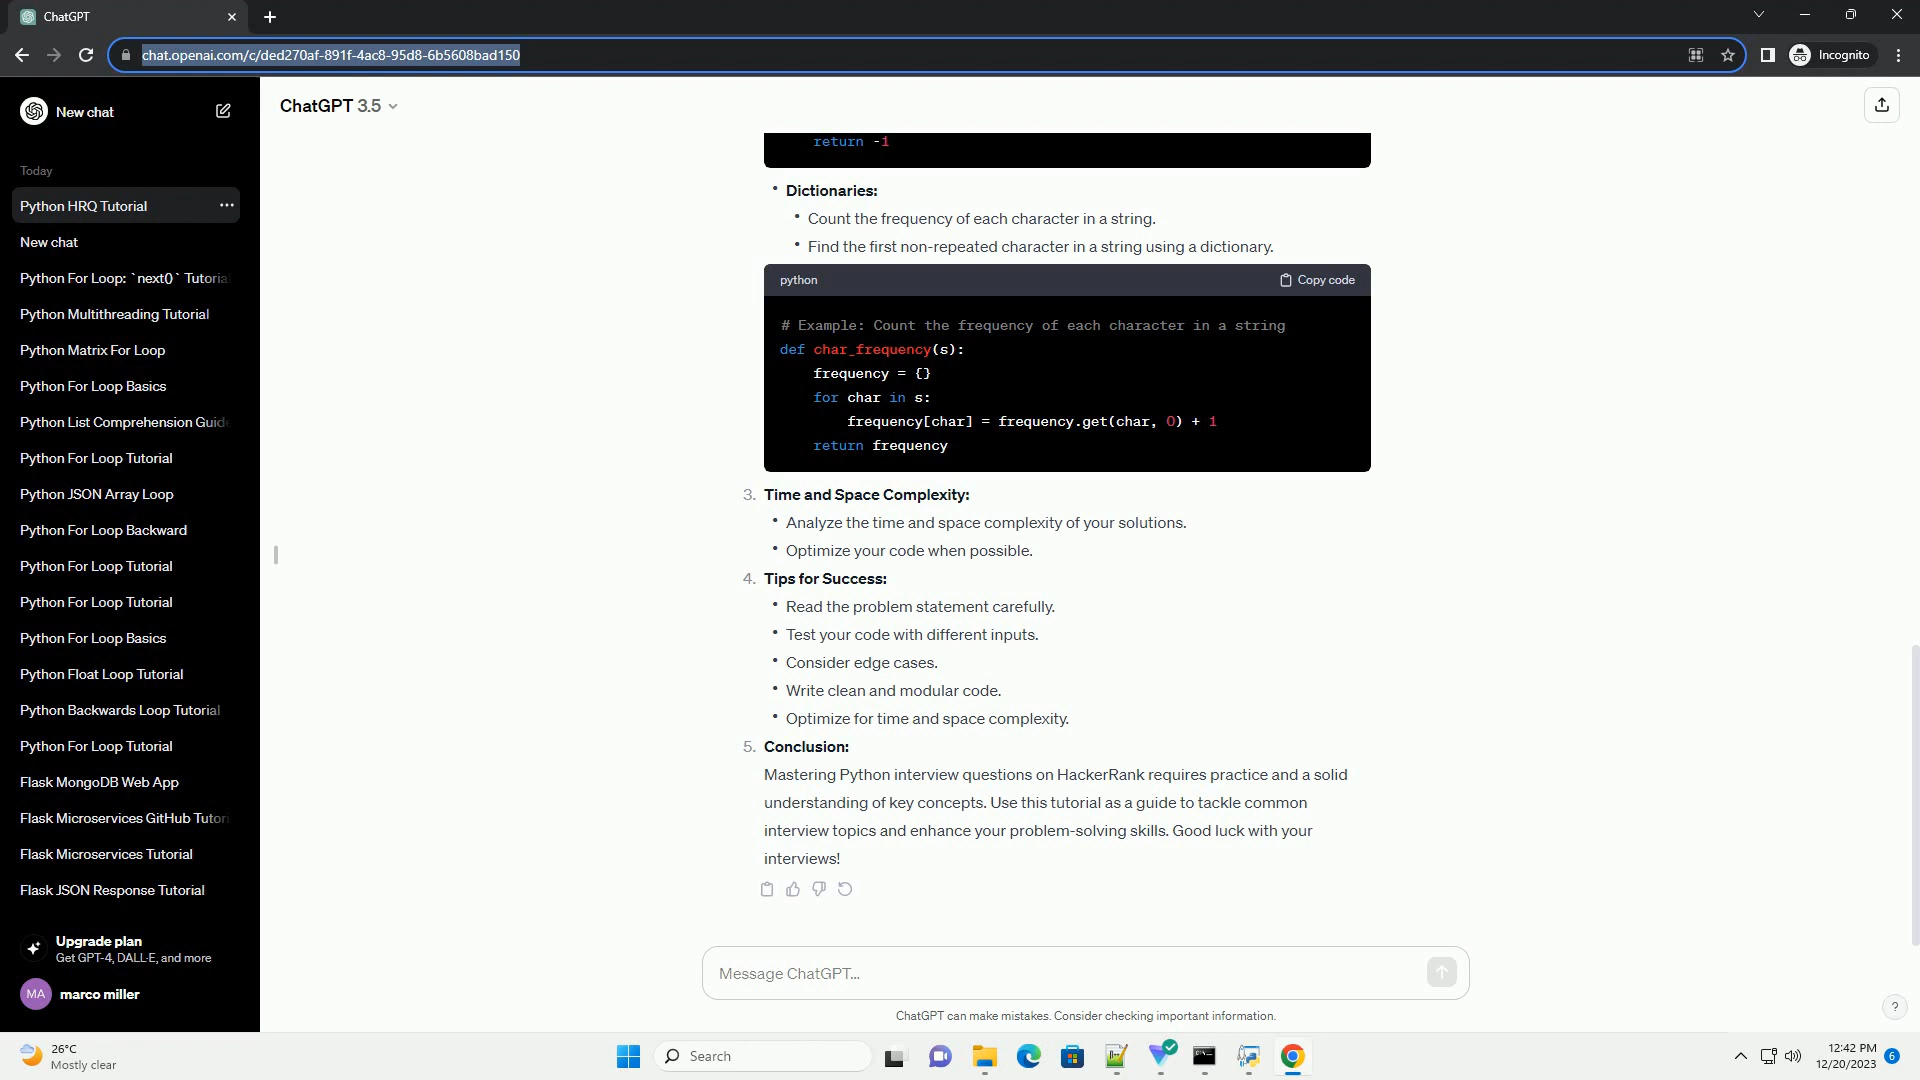 ChatGPT
chat.openai.com/c/ded270af-891f-4ac8-95d8-6b5608bad150
Incognito
New chat
Today
Python HRQ Tutorial
New chat
Python For Loop: `next()` Tutorial
Python Multithreading Tutorial
Python Matrix For Loop
Python For Loop Basics
Python List Comprehension Guide
Python For Loop Tutorial
Python JSON Array Loop
Python For Loop Backward
Python For Loop Tutorial
Python For Loop Tutorial
Python For Loop Basics
Python Float Loop Tutorial
Python Backwards Loop Tutorial
Python For Loop Tutorial
Flask MongoDB Web App
Flask Microservices GitHub Tutori
Flask Microservices Tutorial
Flask JSON Response Tutorial
Upgrade plan
Get GPT-4, DALL·E, and more
MA marco miller
ChatGPT 3.5
return -1
• Dictionaries:
• Count the frequency of each character in a string.
• Find the first non-repeated character in a string using a dictionary.
python Copy code
# Example: Count the frequency of each character in a string
def char_frequency(s):
frequency = {}
for char in s:
frequency[char] = frequency.get(char, 0) + 1
return frequency
3. Time and Space Complexity:
• Analyze the time and space complexity of your solutions.
• Optimize your code when possible.
4. Tips for Success:
• Read the problem statement carefully.
• Test your code with different inputs.
• Consider edge cases.
• Write clean and modular code.
• Optimize for time and space complexity.
5. Conclusion:
Mastering Python interview questions on HackerRank requires practice and a solid
understanding of key concepts. Use this tutorial as a guide to tackle common
interview topics and enhance your problem-solving skills. Good luck with your
interviews!
Message ChatGPT...
ChatGPT can make mistakes. Consider checking important information.
?
26°C
Mostly clear
Search
12:42 PM
12/20/2023
6